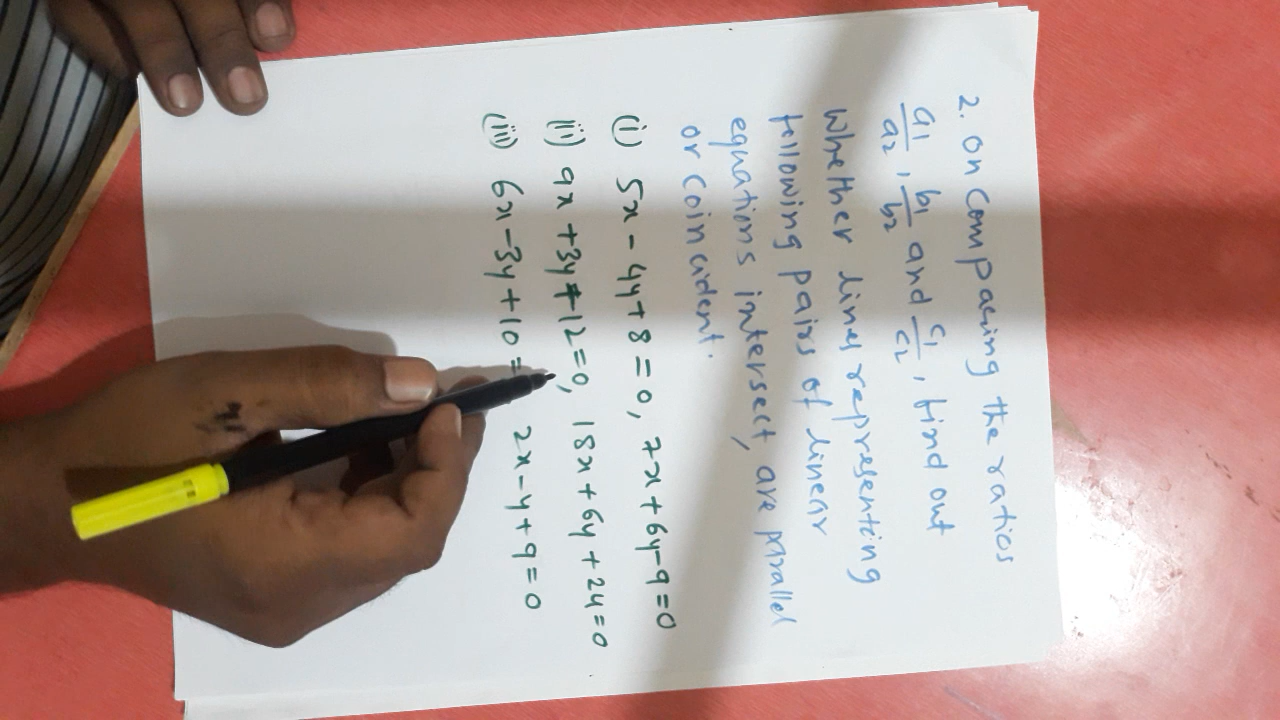 2. on comparing the ratios
a1/a2, b1/b2 and c1/c2, find out
whether lines representing
following pairs of linear
equations intersect, are parallel
or coincident.
(i) 5x - 4y + 8 = 0, 7x + 6y - 9 = 0
(ii) 9x + 3y + 12 = 0, 18x + 6y + 24 = 0
(iii) 6x - 3y + 10 = 2x - y + 9 = 0